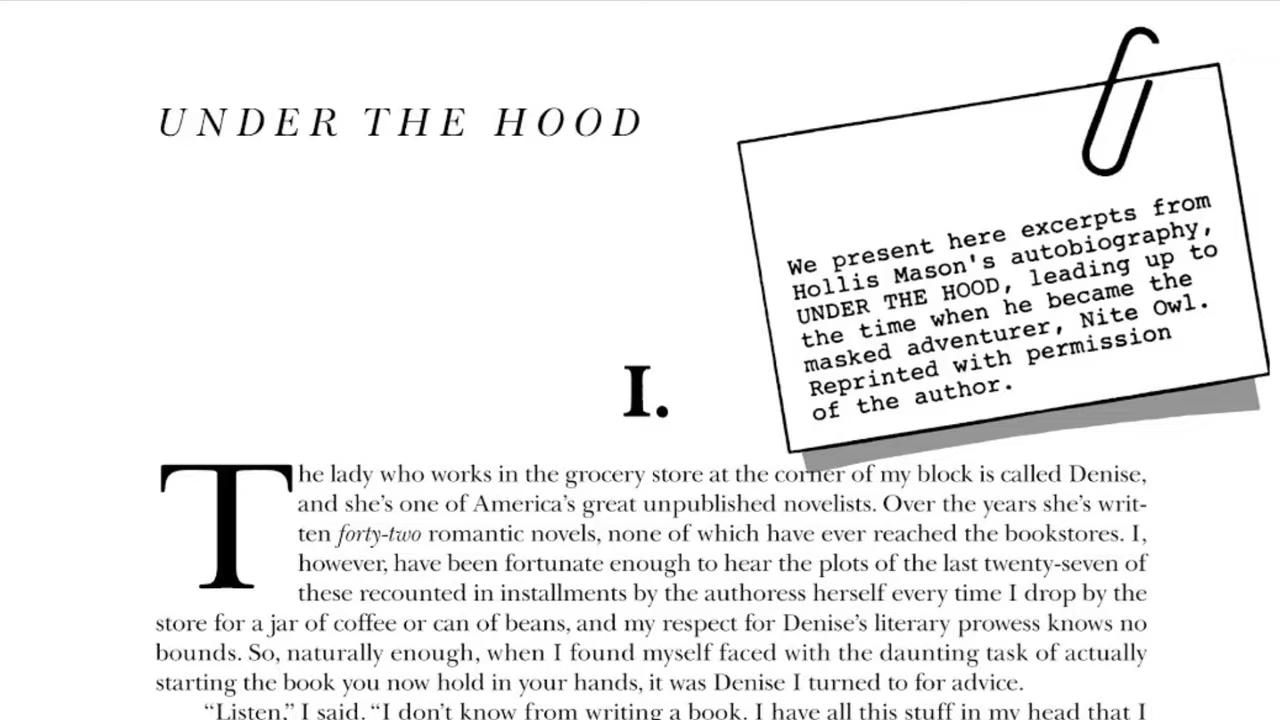 UNDER THE HOOD
We present here excerpts from
Hollis Mason's autobiography,
UNDER THE HOOD, leading up to
the time when he became the
masked adventurer, Nite Owl.
Reprinted with permission
of the author.
I.
The lady who works in the grocery store at the corner of my block is called Denise,
and she’s one of America’s great unpublished novelists. Over the years she’s writ-
ten forty-two romantic novels, none of which have ever reached the bookstores. I,
however, have been fortunate enough to hear the plots of the last twenty-seven of
these recounted in installments by the authoress herself every time I drop by the
store for a jar of coffee or can of beans, and my respect for Denise’s literary prowess knows no
bounds. So, naturally enough, when I found myself faced with the daunting task of actually
starting the book you now hold in your hands, it was Denise I turned to for advice.
“Listen,” I said. “I don’t know from writing a book. I have all this stuff in my head that I